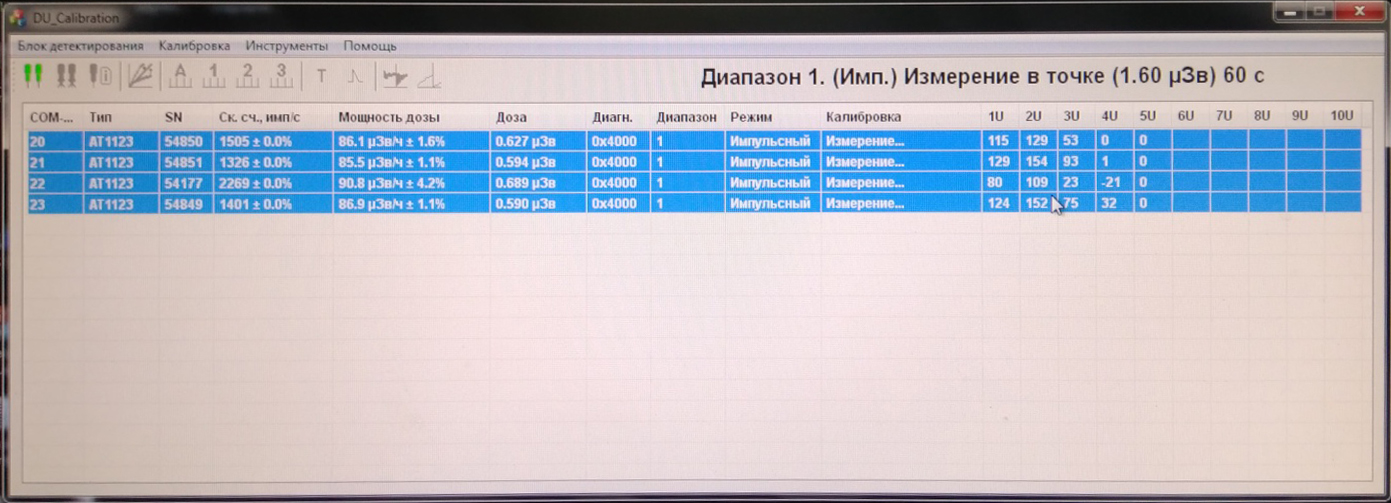 DU_Calibration
Блок детектирования Калибровка Инструменты Помощь
A 1 2 3 T
Диапазон 1. (Имп.) Измерение в точке (1.60 µЗв) 60 с
COM-... Тип SN Ск. сч., имп/с Мощность дозы Доза Диагн. Диапазон Режим Калибровка 1U 2U 3U 4U 5U 6U 7U 8U 9U 10U
20 AT1123 54850 1505 ± 0.0% 86.1 µЗв/ч ± 1.6% 0.627 µЗв 0x4000 1 Импульсный Измерение... 115 129 53 0 0
21 AT1123 54851 1326 ± 0.0% 85.5 µЗв/ч ± 1.1% 0.594 µЗв 0x4000 1 Импульсный Измерение... 129 154 93 1 0
22 AT1123 54177 2269 ± 0.0% 90.8 µЗв/ч ± 4.2% 0.689 µЗв 0x4000 1 Импульсный Измерение... 80 109 23 -21 0
23 AT1123 54849 1401 ± 0.0% 86.9 µЗв/ч ± 1.1% 0.590 µЗв 0x4000 1 Импульсный Измерение... 124 152 75 32 0